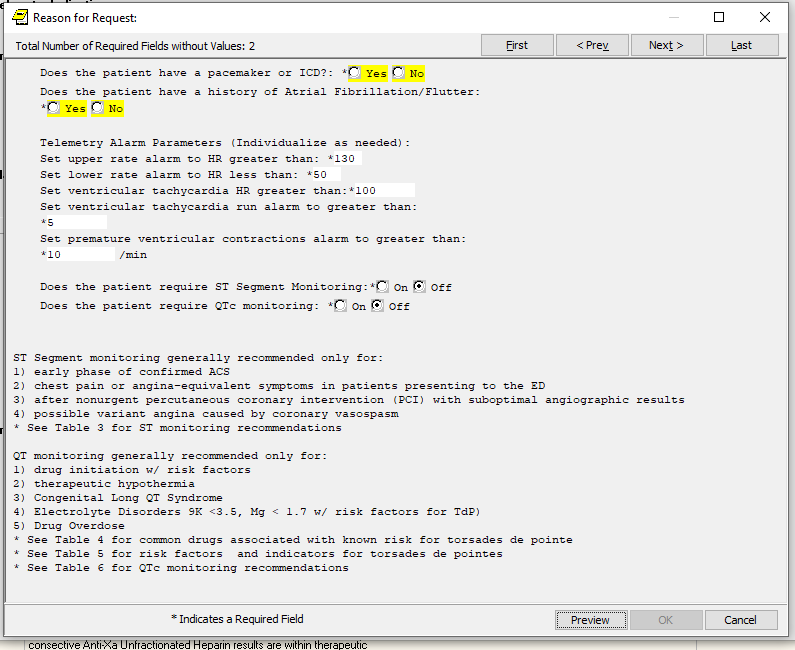 Reason for Request:
Total Number of Required Fields without Values: 2
First
< Prev
Next >
Last
Does the patient have a pacemaker or ICD?: * Yes No
Does the patient have a history of Atrial Fibrillation/Flutter:
* Yes No
Telemetry Alarm Parameters (Individualize as needed):
Set upper rate alarm to HR greater than: *130
Set lower rate alarm to HR less than: *50
Set ventricular tachycardia HR greater than:*100
Set ventricular tachycardia run alarm to greater than:
*5
Set premature ventricular contractions alarm to greater than:
*10 /min
Does the patient require ST Segment Monitoring:* On Off
Does the patient require QTc monitoring: * On Off
ST Segment monitoring generally recommended only for:
1) early phase of confirmed ACS
2) chest pain or angina-equivalent symptoms in patients presenting to the ED
3) after nonurgent percutaneous coronary intervention (PCI) with suboptimal angiographic results
4) possible variant angina caused by coronary vasospasm
* See Table 3 for ST monitoring recommendations
QT monitoring generally recommended only for:
1) drug initiation w/ risk factors
2) therapeutic hypothermia
3) Congenital Long QT Syndrome
4) Electrolyte Disorders 9K <3.5, Mg < 1.7 w/ risk factors for TdP)
5) Drug Overdose
* See Table 4 for common drugs associated with known risk for torsades de pointe
* See Table 5 for risk factors  and indicators for torsades de pointes
* See Table 6 for QTc monitoring recommendations
* Indicates a Required Field
Preview
OK
Cancel
consective Anti-Xa Unfractionated Heparin results are within therapeutic